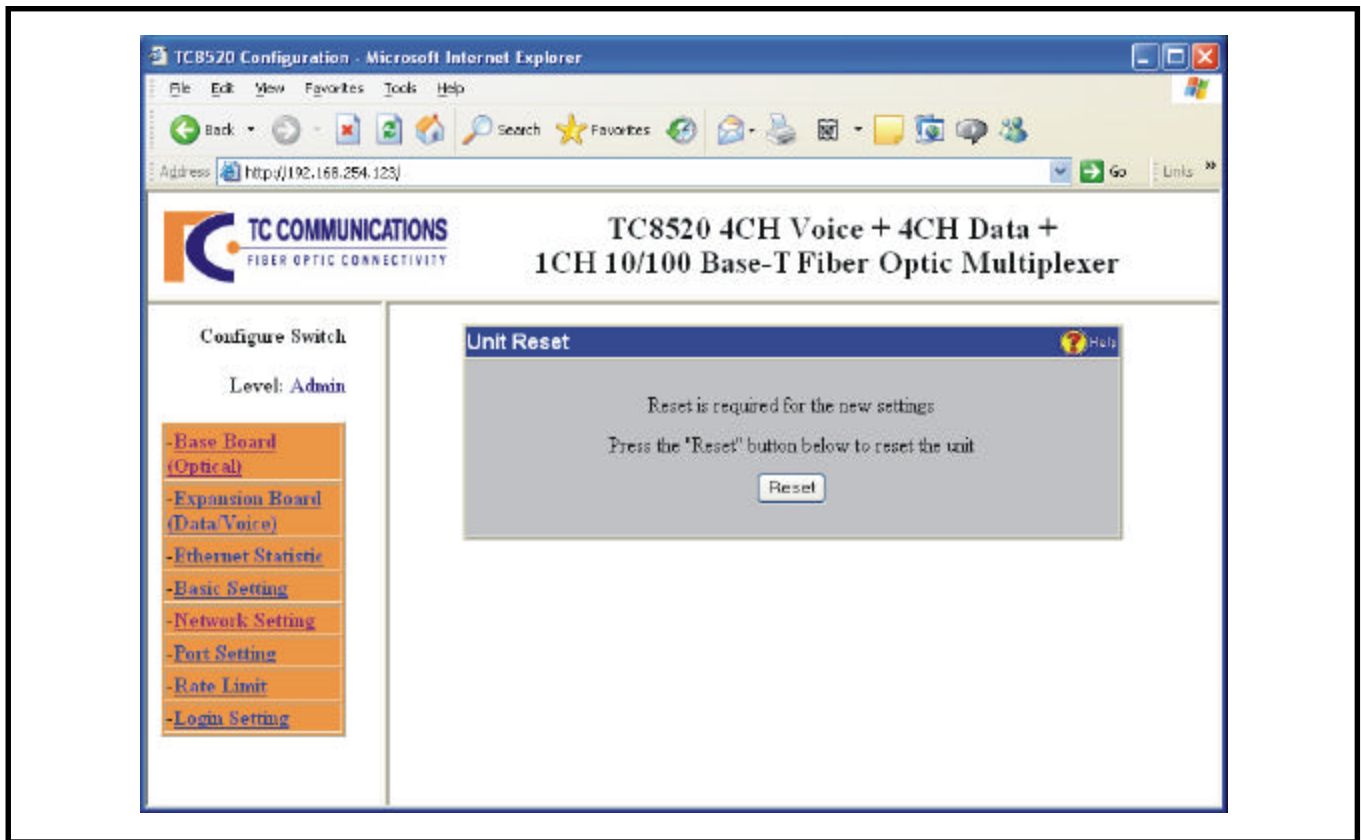 TC8520 Configuration - Microsoft Internet Explorer
File Edit View Favorites Tools Help
Back Search Favorites
Address http://192.168.254.123/ Go Links »
TC COMMUNICATIONS
FIBER OPTIC CONNECTIVITY
TC8520 4CH Voice + 4CH Data +
1CH 10/100 Base-T Fiber Optic Multiplexer
Configure Switch
Level: Admin
-Base Board
(Optical)
-Expansion Board
(Data/Voice)
-Ethernet Statistic
-Basic Setting
-Network Setting
-Port Setting
-Rate Limit
-Login Setting
Unit Reset
Help
Reset is required for the new settings
Press the "Reset" button below to reset the unit
Reset